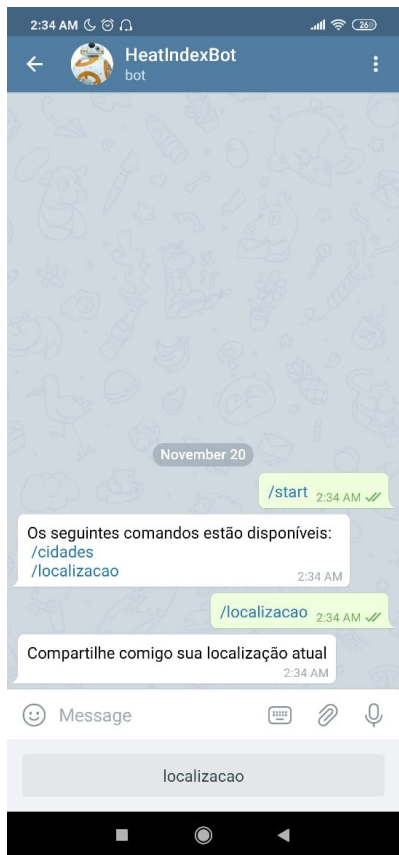 2:34 AM 26
HeatIndexBot
bot
November 20
/start 2:34 AM
Os seguintes comandos estão disponíveis:
/cidades
/localizacao
2:34 AM
/localizacao 2:34 AM
Compartilhe comigo sua localização atual
2:34 AM
Message
localizacao